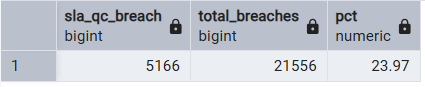 sla_qc_breach total_breaches pct
bigint bigint numeric
1 5166 21556 23.97